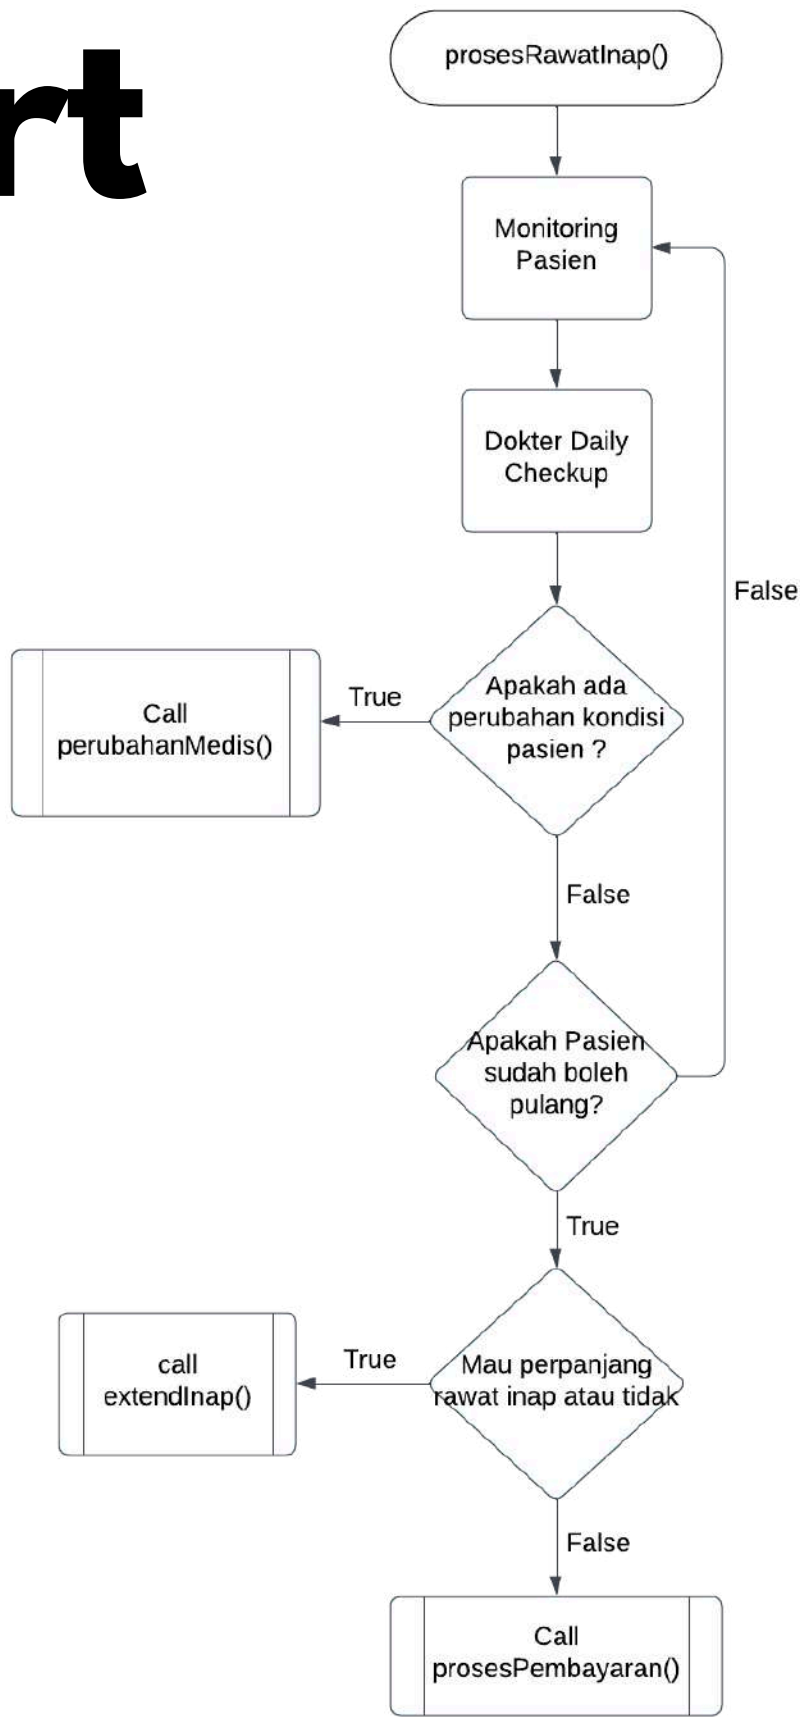 rt
prosesRawatInap()
Monitoring
Pasien
Dokter Daily
Checkup
False
Apakah ada
perubahan kondisi
pasien ?
True
Call
perubahanMedis()
False
Apakah Pasien
sudah boleh
pulang?
True
Mau perpanjang
rawat inap atau tidak
True
call
extendInap()
False
Call
prosesPembayaran()